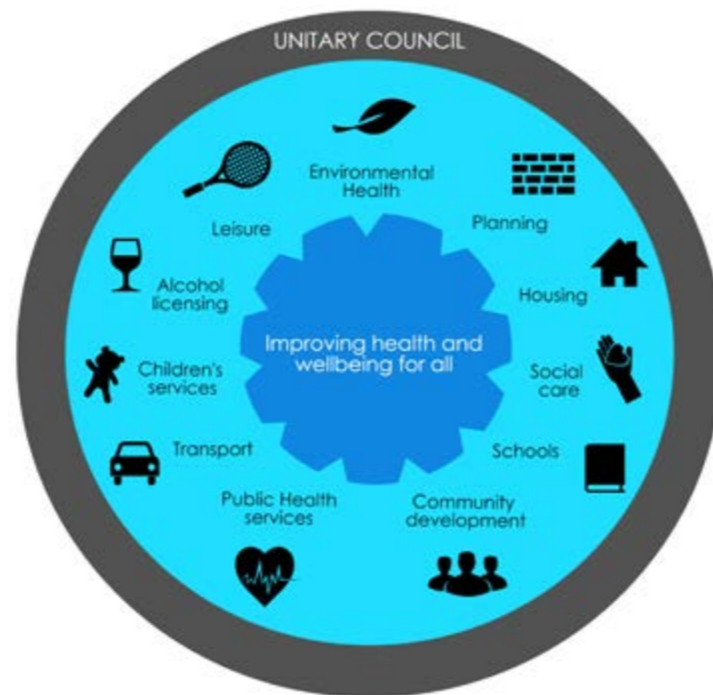 UNITARY COUNCIL
Environmental
Health
Planning
Housing
Social
care
Schools
Community
development
Public Health
services
Transport
Children's
services
Alcohol
licensing
Leisure
Improving health and
wellbeing for all